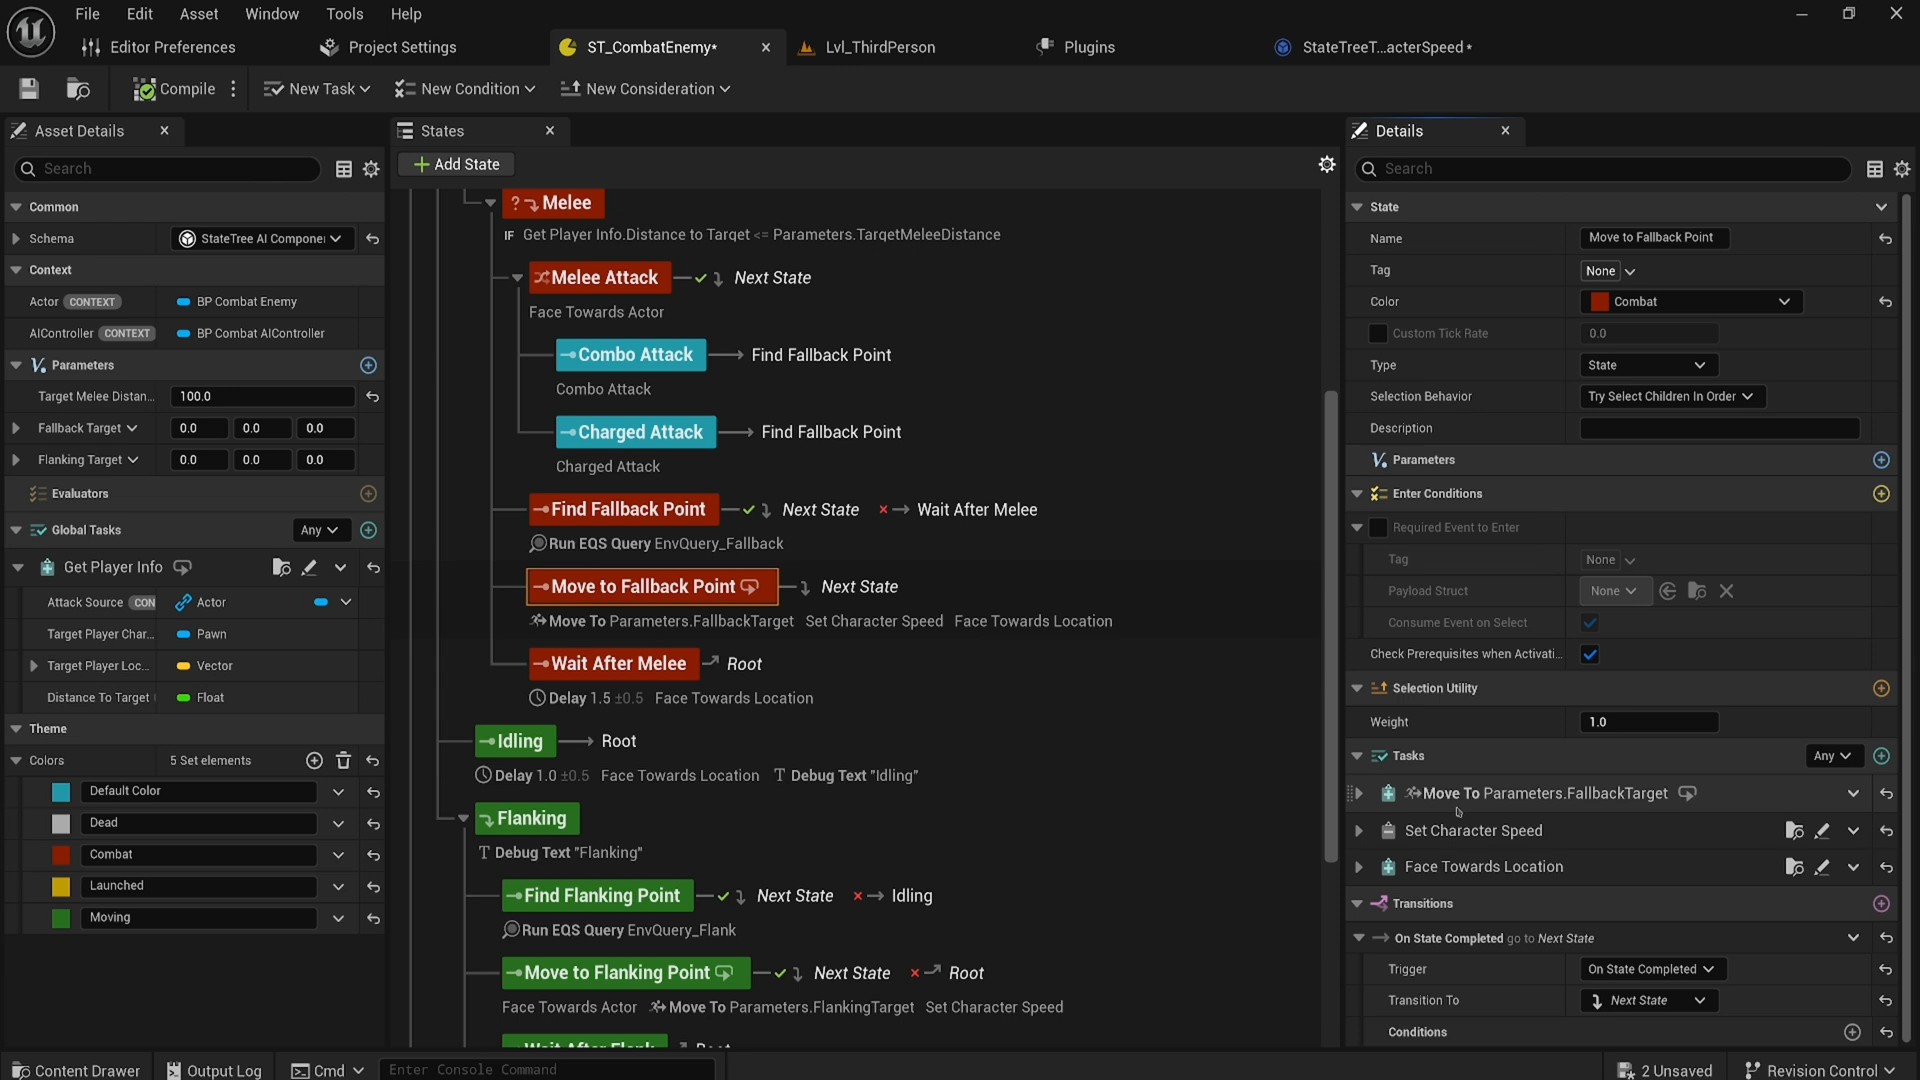 File Edit Asset Window Tools Help
Editor Preferences Project Settings ST_CombatEnemy* Lvl_ThirdPerson Plugins StateTreeT...acterSpeed*
Compile New Task New Condition New Consideration
Asset Details
Search
Common
Schema StateTree AI Componer
Context
Actor CONTEXT BP Combat Enemy
AIController CONTEXT BP Combat AIController
Parameters
Target Melee Distan... 100.0
Fallback Target 0.0 0.0 0.0
Flanking Target 0.0 0.0 0.0
Evaluators
Global Tasks Any
Get Player Info
Attack Source CON Actor
Target Player Char... Pawn
Target Player Loc... Vector
Distance To Target Float
Theme
Colors 5 Set elements
Default Color
Dead
Combat
Launched
Moving
States
Add State
? Melee
IF Get Player Info.Distance to Target <= Parameters.TargetMeleeDistance
Melee Attack Next State
Face Towards Actor
Combo Attack Find Fallback Point
Combo Attack
Charged Attack Find Fallback Point
Charged Attack
Find Fallback Point Next State Wait After Melee
Run EQS Query EnvQuery_Fallback
Move to Fallback Point Next State
Move To Parameters.FallbackTarget Set Character Speed Face Towards Location
Wait After Melee Root
Delay 1.5 ±0.5 Face Towards Location
Idling Root
Delay 1.0 ±0.5 Face Towards Location T Debug Text "Idling"
Flanking
T Debug Text "Flanking"
Find Flanking Point Next State Idling
Run EQS Query EnvQuery_Flank
Move to Flanking Point Next State Root
Face Towards Actor Move To Parameters.FlankingTarget Set Character Speed
Wait After Flank Root
Details
Search
State
Name Move to Fallback Point
Tag None
Color Combat
Custom Tick Rate 0.0
Type State
Selection Behavior Try Select Children In Order
Description
Parameters
Enter Conditions
Required Event to Enter
Tag None
Payload Struct None
Consume Event on Select
Check Prerequisites when Activati...
Selection Utility
Weight 1.0
Tasks Any
Move To Parameters.FallbackTarget
Set Character Speed
Face Towards Location
Transitions
On State Completed go to Next State
Trigger On State Completed
Transition To Next State
Conditions
Content Drawer Output Log Cmd Enter Console Command 2 Unsaved Revision Control